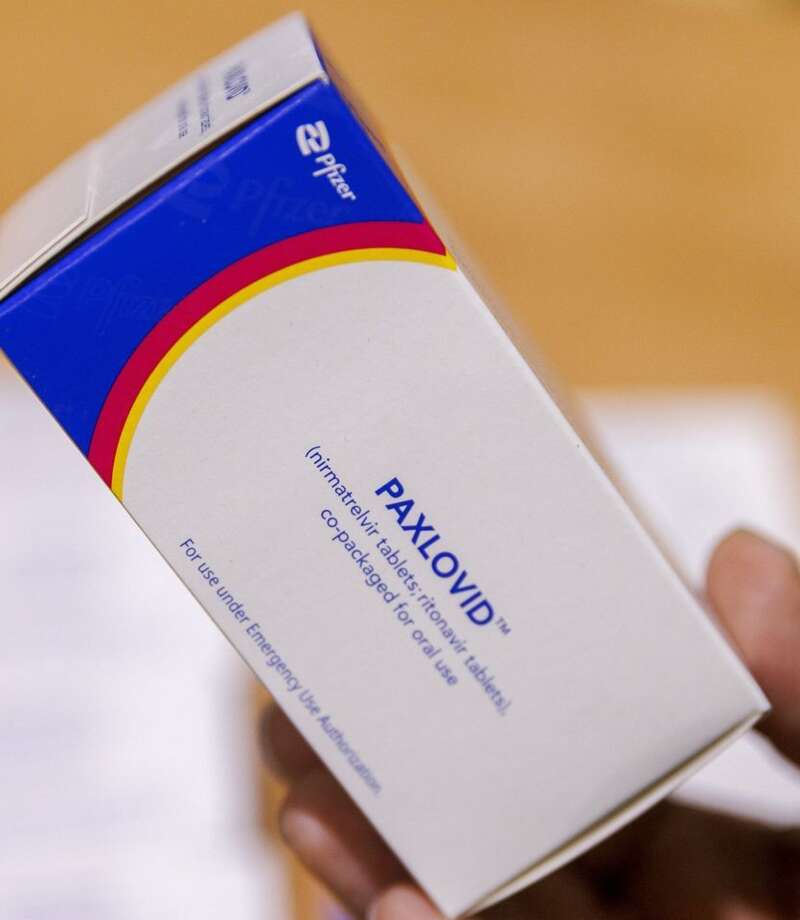 Pfizer
PAXLOVID™
(nirmatrelvir tablets; ritonavir tablets),
co-packaged for oral use
For use under Emergency Use Authorization.